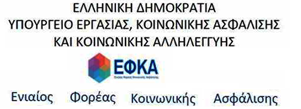 ΕΛΛΗΝΙΚΗ ΔΗΜΟΚΡΑΤΙΑ
ΥΠΟΥΡΓΕΙΟ ΕΡΓΑΣΙΑΣ, ΚΟΙΝΩΝΙΚΗΣ ΑΣΦΑΛΙΣΗΣ
ΚΑΙ ΚΟΙΝΩΝΙΚΗΣ ΑΛΛΗΛΕΓΓΥΗΣ
ΕΦΚΑ
Ενιαίος Φορέας Κοινωνικής Ασφάλισης